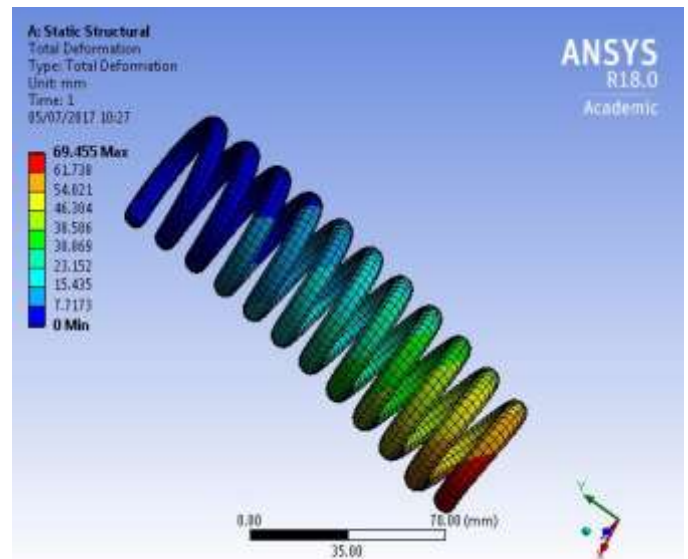 A: Static Structural
Total Deformation
Type: Total Deformation
Unit: mm
Time: 1
05/07/2017 10:27
69.455 Max
61.738
54.021
46.304
38.586
30.869
23.152
15.435
7.7173
0 Min
ANSYS
R18.0
Academic
0.00
70.00 (mm)
35.00
Y